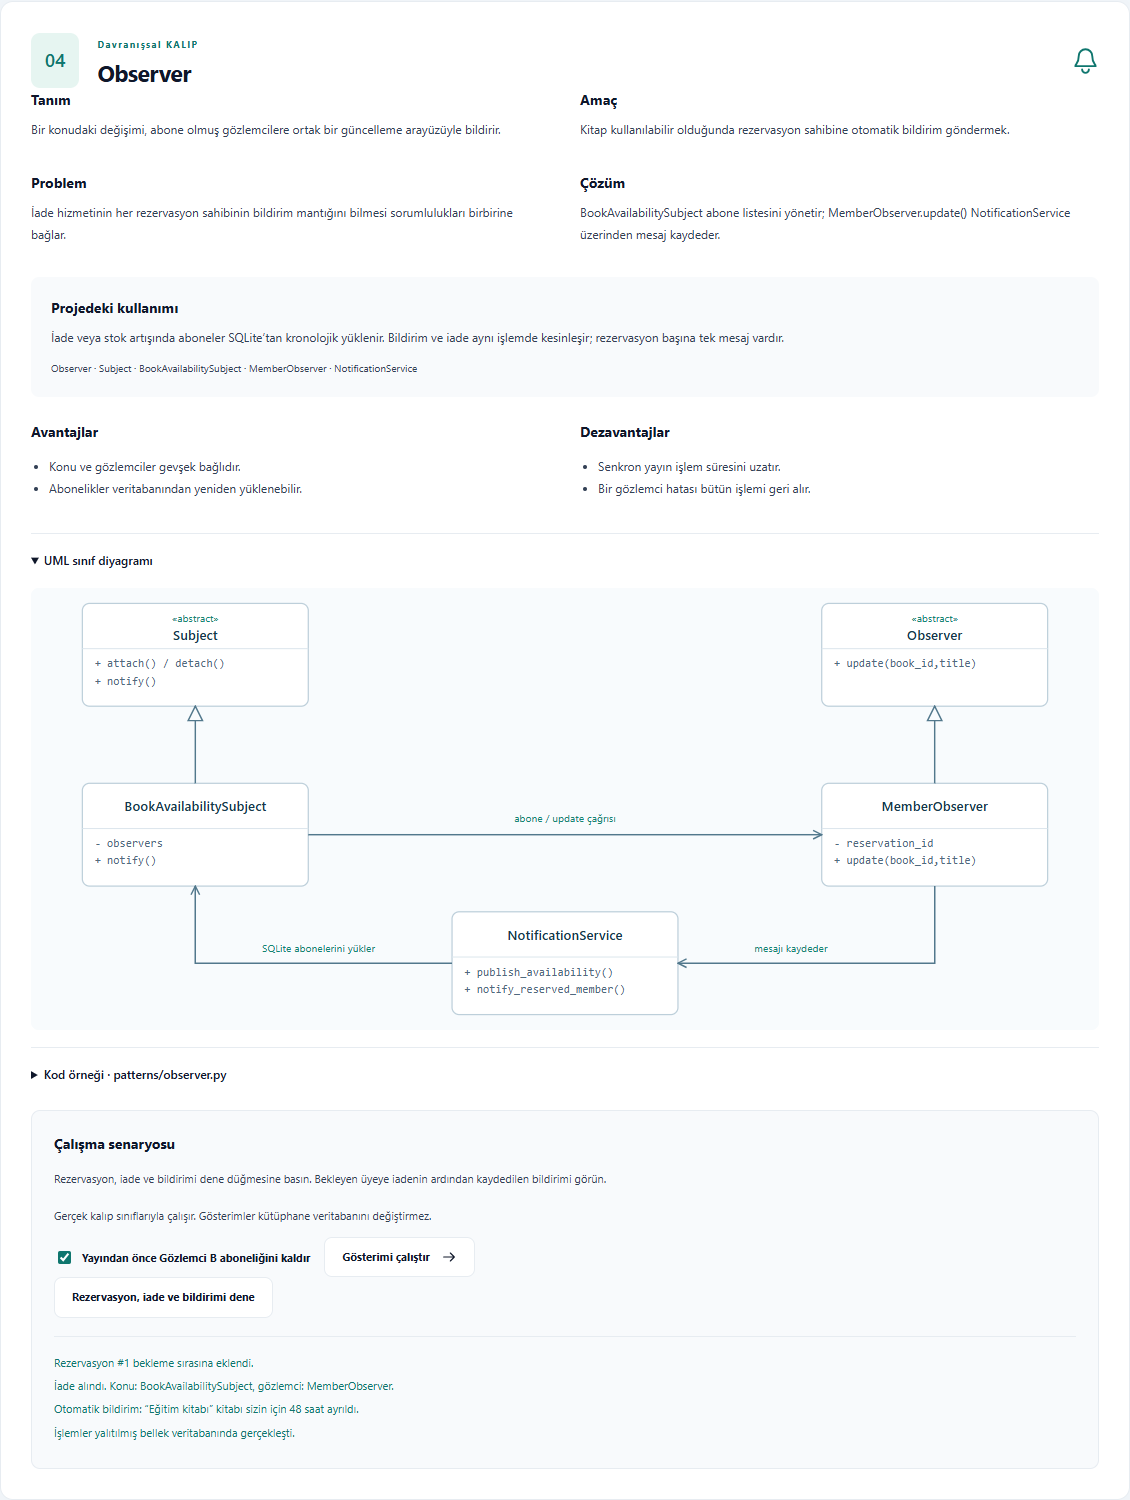 04
Davranışsal KALIP
Observer
Tanım
Bir konudaki değişimi, abone olmuş gözlemcilere ortak bir güncelleme arayüzüyle bildirir.
Amaç
Kitap kullanılabilir olduğunda rezervasyon sahibine otomatik bildirim göndermek.
Problem
İade hizmetinin her rezervasyon sahibinin bildirim mantığını bilmesi sorumlulukları birbirine
bağlar.
Çözüm
BookAvailabilitySubject abone listesini yönetir; MemberObserver.update() NotificationService
üzerinden mesaj kaydeder.
Projedeki kullanımı
İade veya stok artışında aboneler SQLite’tan kronolojik yüklenir. Bildirim ve iade aynı işlemde kesinleşir; rezervasyon başına tek mesaj vardır.
Observer · Subject · BookAvailabilitySubject · MemberObserver · NotificationService
Avantajlar
• Konu ve gözlemciler gevşek bağlıdır.
• Abonelikler veritabanından yeniden yüklenebilir.
Dezavantajlar
• Senkron yayın işlem süresini uzatır.
• Bir gözlemci hatası bütün işlemi geri alır.
▼ UML sınıf diyagramı
«abstract»
Subject
+ attach() / detach()
+ notify()
«abstract»
Observer
+ update(book_id,title)
BookAvailabilitySubject
- observers
+ notify()
abone / update çağrısı
MemberObserver
- reservation_id
+ update(book_id,title)
SQLite abonelerini yükler
NotificationService
+ publish_availability()
+ notify_reserved_member()
mesajı kaydeder
▶ Kod örneği · patterns/observer.py
Çalışma senaryosu
Rezervasyon, iade ve bildirimi dene düğmesine basın. Bekleyen üyeye iadenin ardından kaydedilen bildirimi görün.
Gerçek kalıp sınıflarıyla çalışır. Gösterimler kütüphane veritabanını değiştirmez.
Yayından önce Gözlemci B aboneliğini kaldır
Gösterimi çalıştır →
Rezervasyon, iade ve bildirimi dene
Rezervasyon #1 bekleme sırasına eklendi.
İade alındı. Konu: BookAvailabilitySubject, gözlemci: MemberObserver.
Otomatik bildirim: “Eğitim kitabı” kitabı sizin için 48 saat ayrıldı.
İşlemler yalıtılmış bellek veritabanında gerçekleşti.